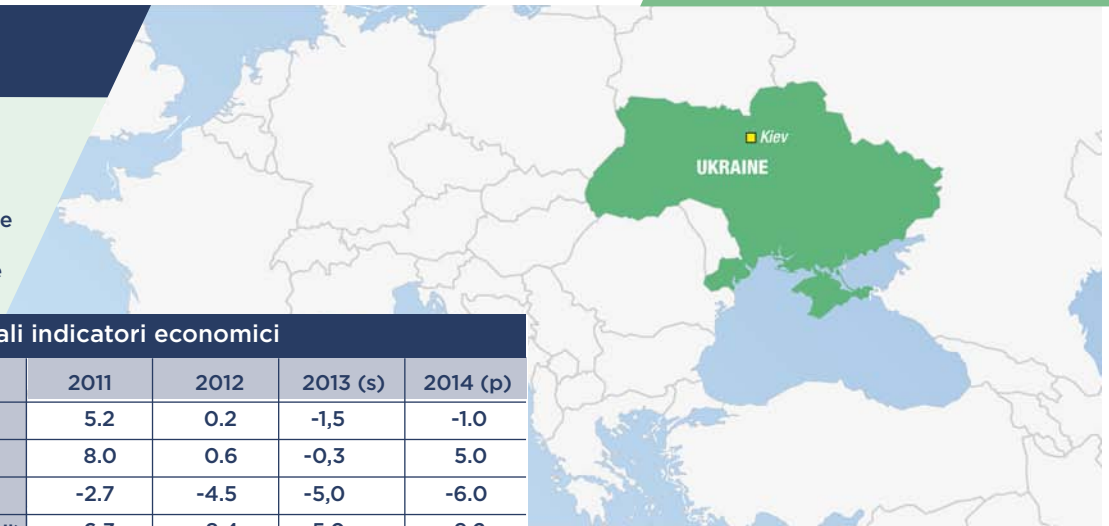 Kiev
UKRAINE
e
e
ali indicatori economici
2011 2012 2013 (s) 2014 (p)
5.2 0.2 -1,5 -1.0
8.0 0.6 -0,3 5.0
-2.7 -4.5 -5,0 -6.0